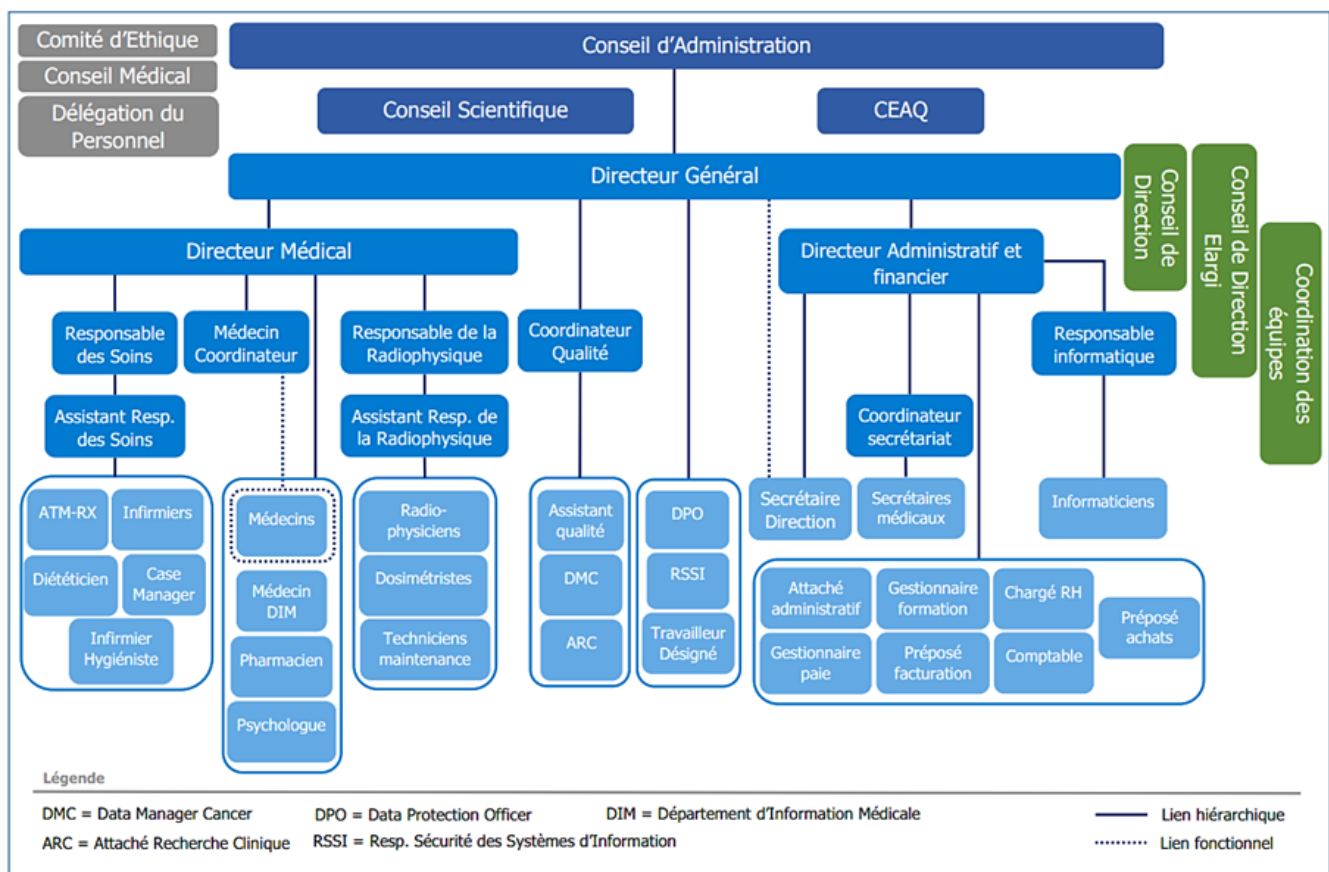 Comité d'Ethique
Conseil d'Administration
Conseil Médical
Délégation du
Personnel
Conseil Scientifique
CEAQ
Directeur Général
Conseil de
Direction
Conseil de Direction
Elargi
Coordination des
équipes
Directeur Médical
Directeur Administratif et
financier
Responsable
des Soins
Médecin
Coordinateur
Responsable de la
Radiophysique
Coordinateur
Qualité
Responsable
informatique
Assistant Resp.
des Soins
Assistant Resp. de
la Radiophysique
Coordinateur
secrétariat
ATM-RX
Infirmiers
Diététicien
Case
Manager
Infirmier
Hygiéniste
Médecins
Médecin
DIM
Pharmacien
Psychologue
Radio-
physiciens
Dosimétristes
Techniciens
maintenance
Assistant
qualité
DMC
ARC
DPO
RSSI
Travailleur
Désigné
Secrétaire
Direction
Secrétaires
médicaux
Informaticiens
Attaché
administratif
Gestionnaire
formation
Chargé RH
Préposé
achats
Gestionnaire
paie
Préposé
facturation
Comptable
Légende
DMC = Data Manager Cancer
DPO = Data Protection Officer
DIM = Département d'Information Médicale
Lien hiérarchique
ARC = Attaché Recherche Clinique
RSSI = Resp. Sécurité des Systèmes d'Information
Lien fonctionnel